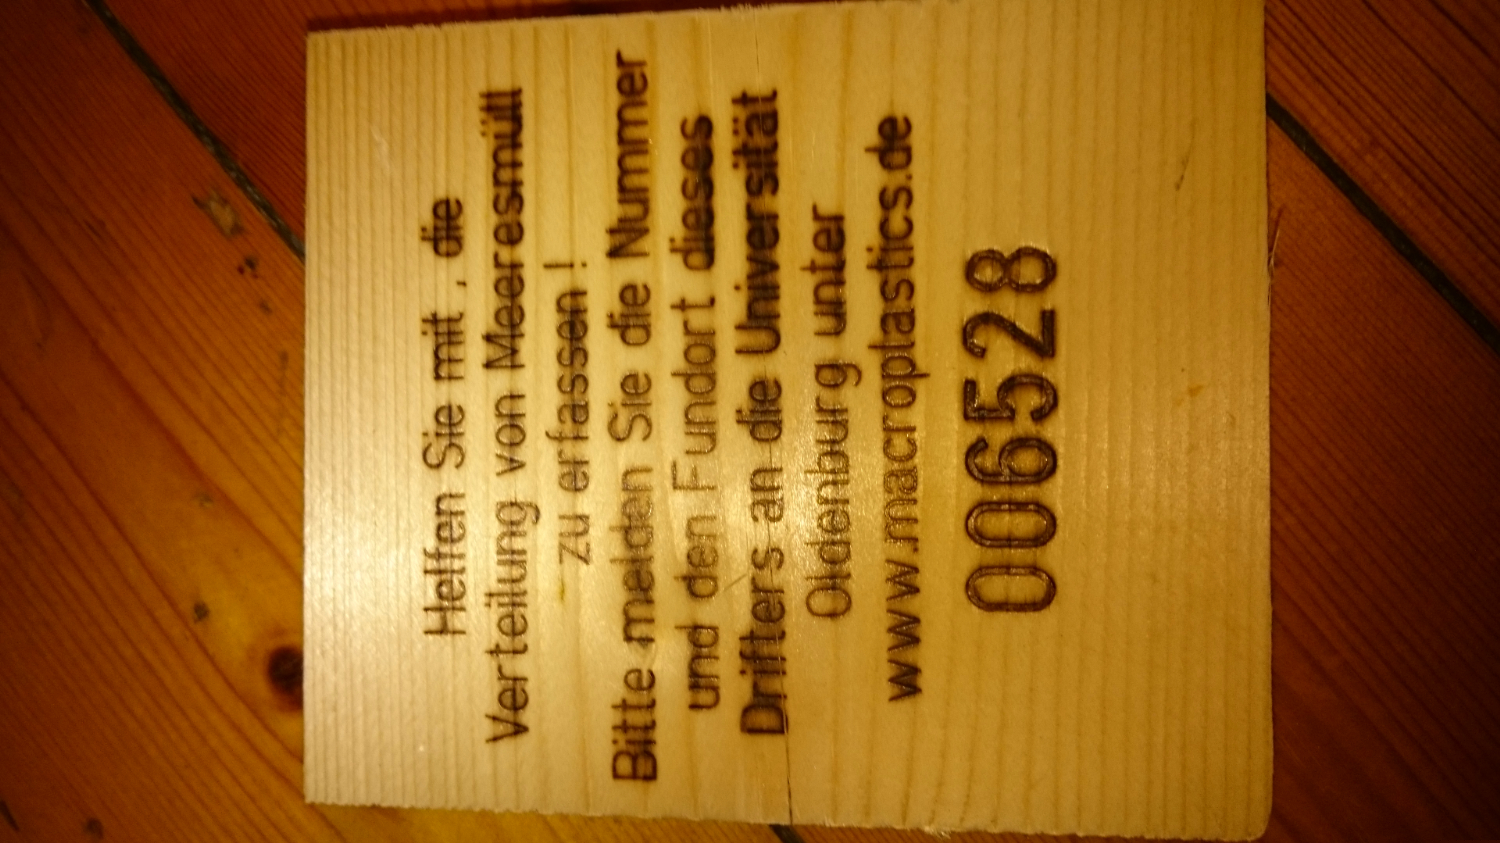 Helfen Sie mit, die
Verteilung von Meeresmüll
zu erfassen!
Bitte melden Sie die Nummer
und den Fundort dieses
Drifters an die Universität
Oldenburg unter
www.macroplastics.de
006528